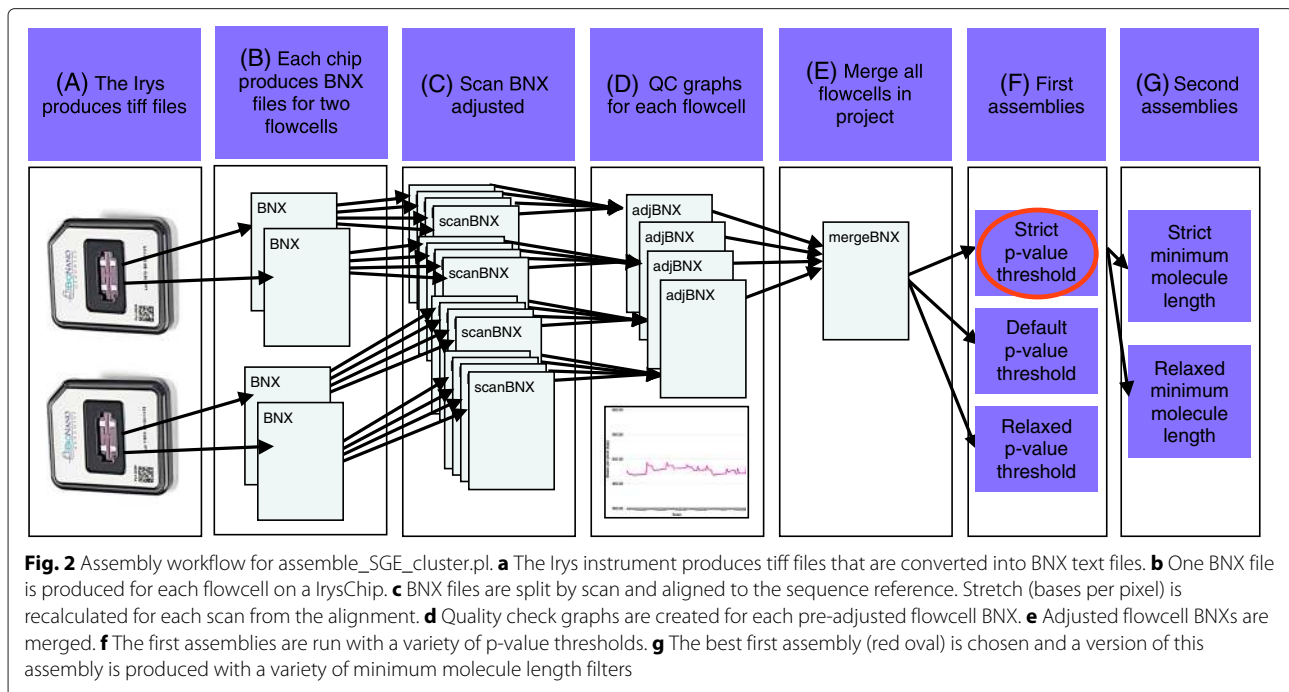 (A) The Irys
produces tiff files
(B) Each chip
produces BNX
files for two
flowcells
(C) Scan BNX
adjusted
(D) QC graphs
for each flowcell
(E) Merge all
flowcells in
project
(F) First
assemblies
(G) Second
assemblies
BNX
BNX
BNX
BNX
scanBNX
scanBNX
scanBNX
scanBNX
adjBNX
adjBNX
adjBNX
adjBNX
mergeBNX
Strict
p-value
threshold
Default
p-value
threshold
Relaxed
p-value
threshold
Strict
minimum
molecule
length
Relaxed
minimum
molecule
length
Fig. 2 Assembly workflow for assemble_SGE_cluster.pl. a The Irys instrument produces tiff files that are converted into BNX text files. b One BNX file
is produced for each flowcell on a IrysChip. c BNX files are split by scan and aligned to the sequence reference. Stretch (bases per pixel) is
recalculated for each scan from the alignment. d Quality check graphs are created for each pre-adjusted flowcell BNX. e Adjusted flowcell BNXs are
merged. f The first assemblies are run with a variety of p-value thresholds. g The best first assembly (red oval) is chosen and a version of this
assembly is produced with a variety of minimum molecule length filters